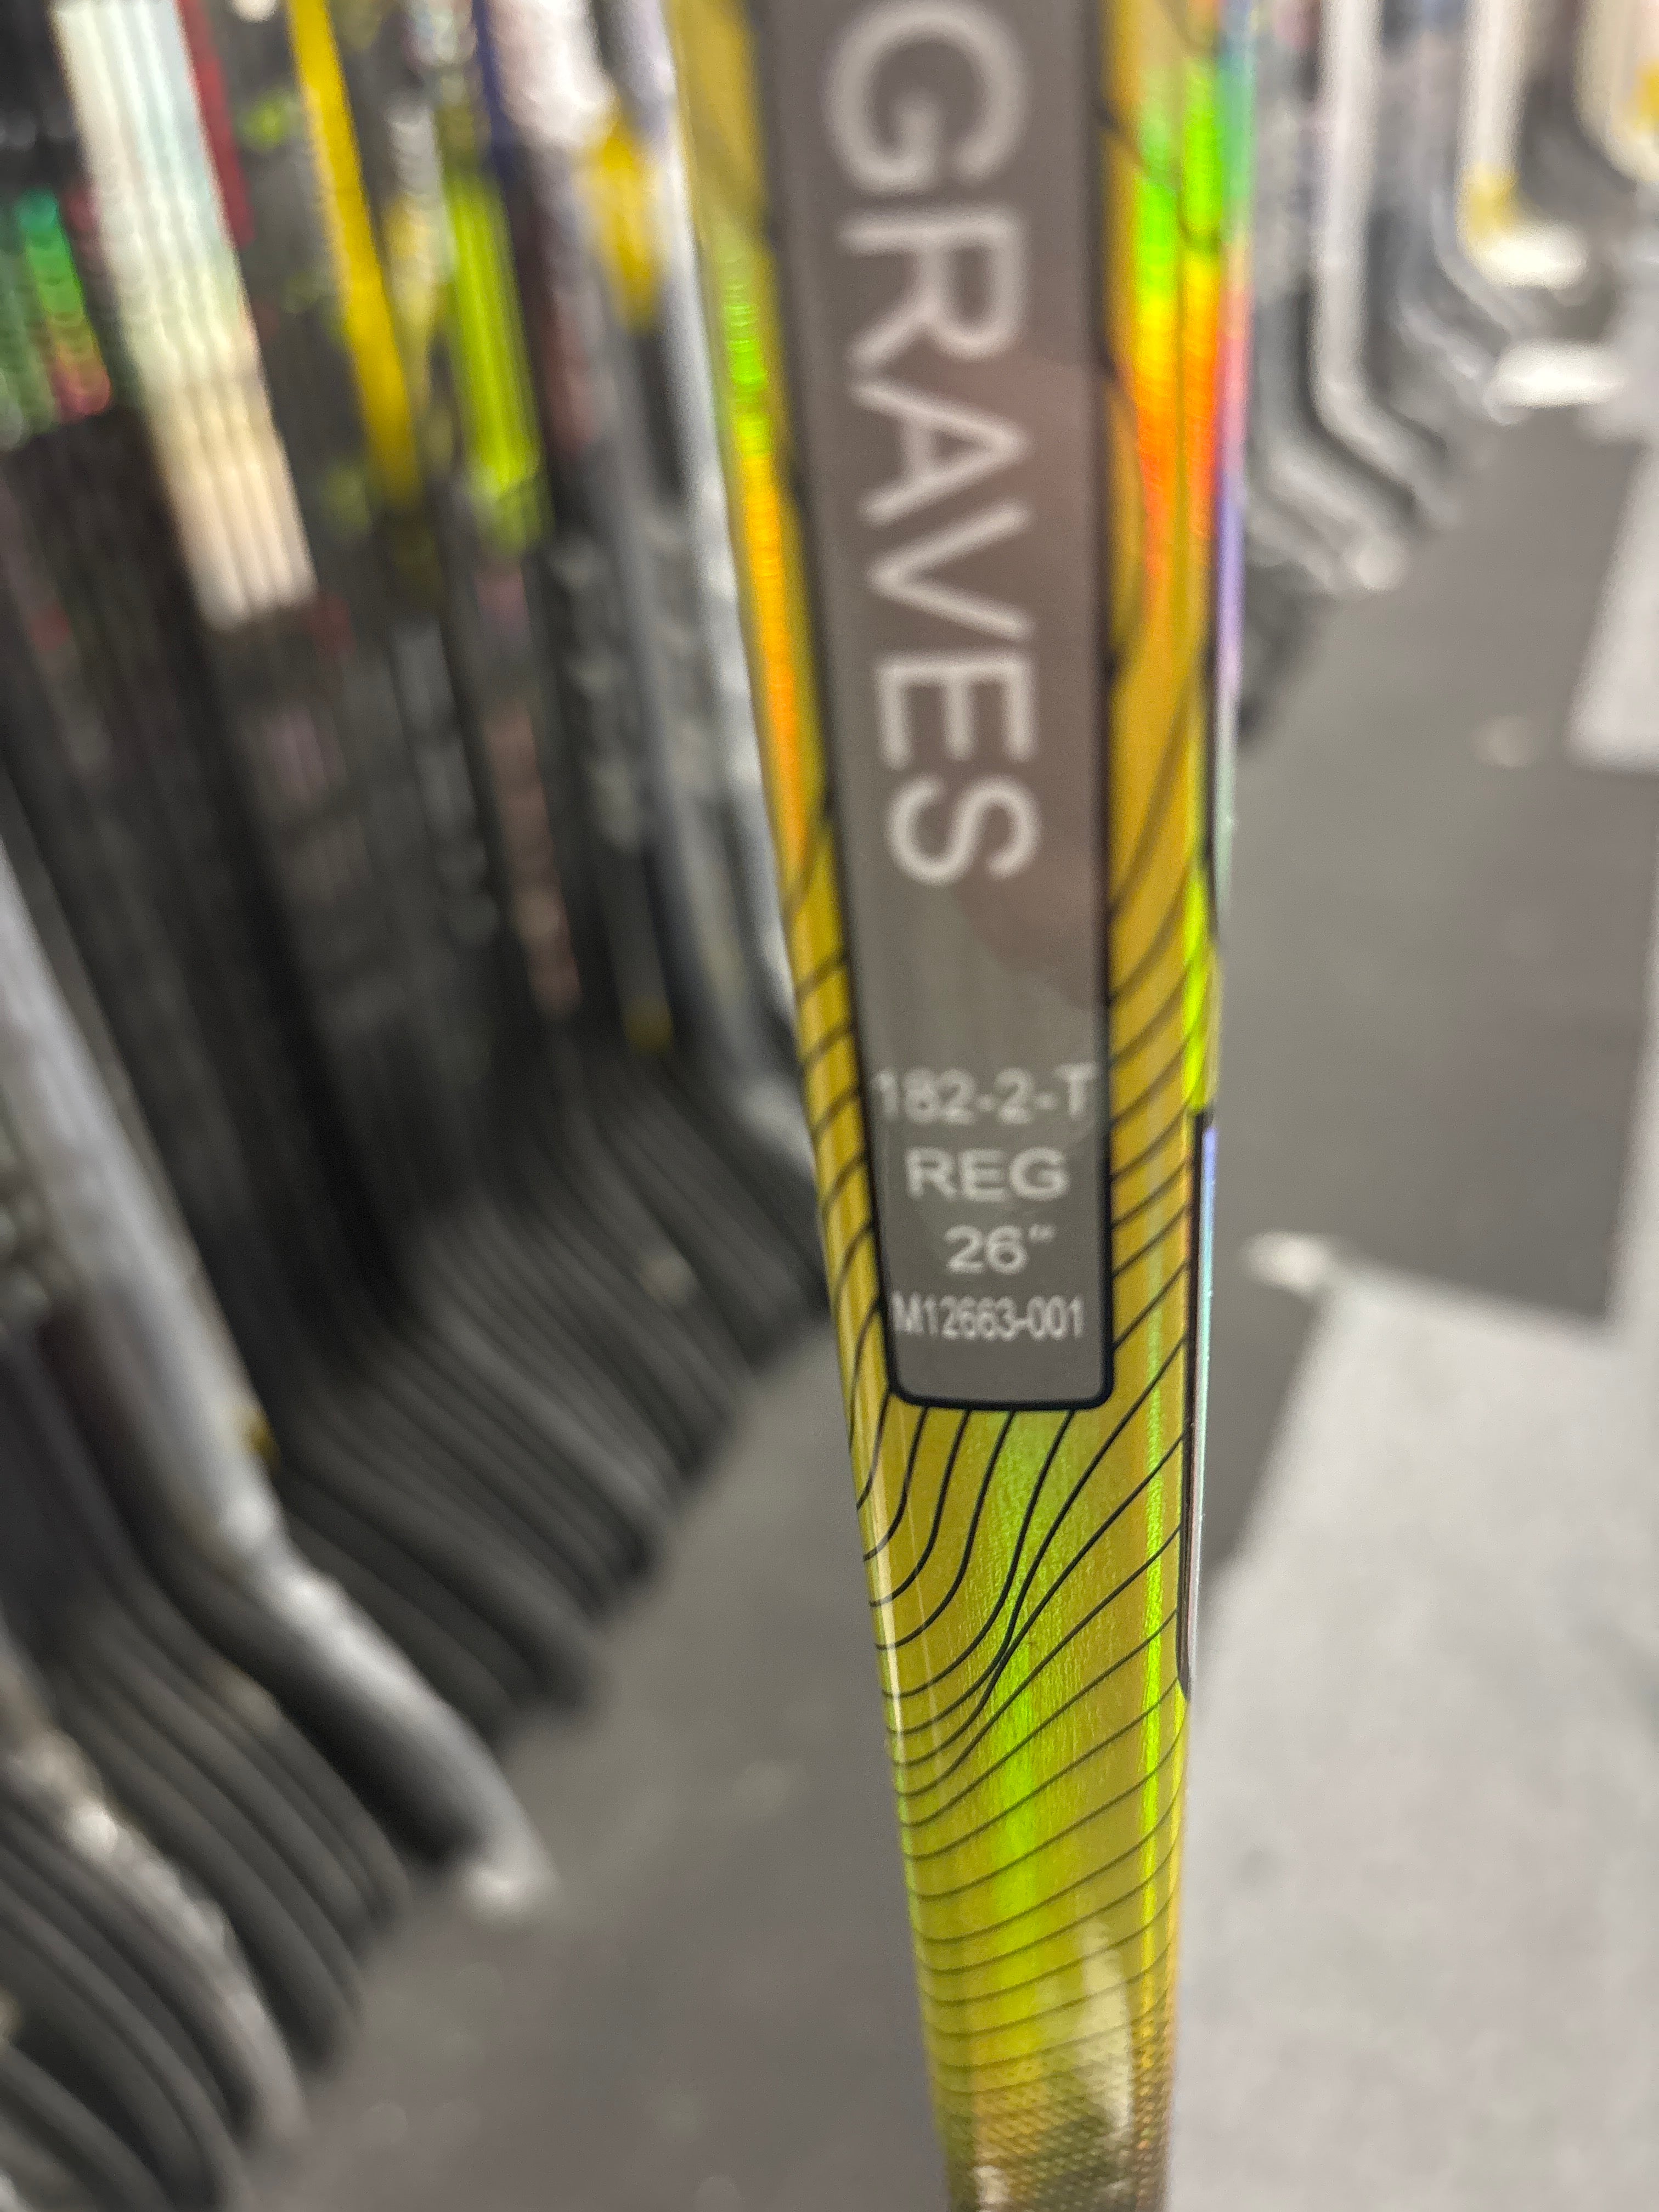 GRAVES
182-2-T
REG
26"
M12663-001